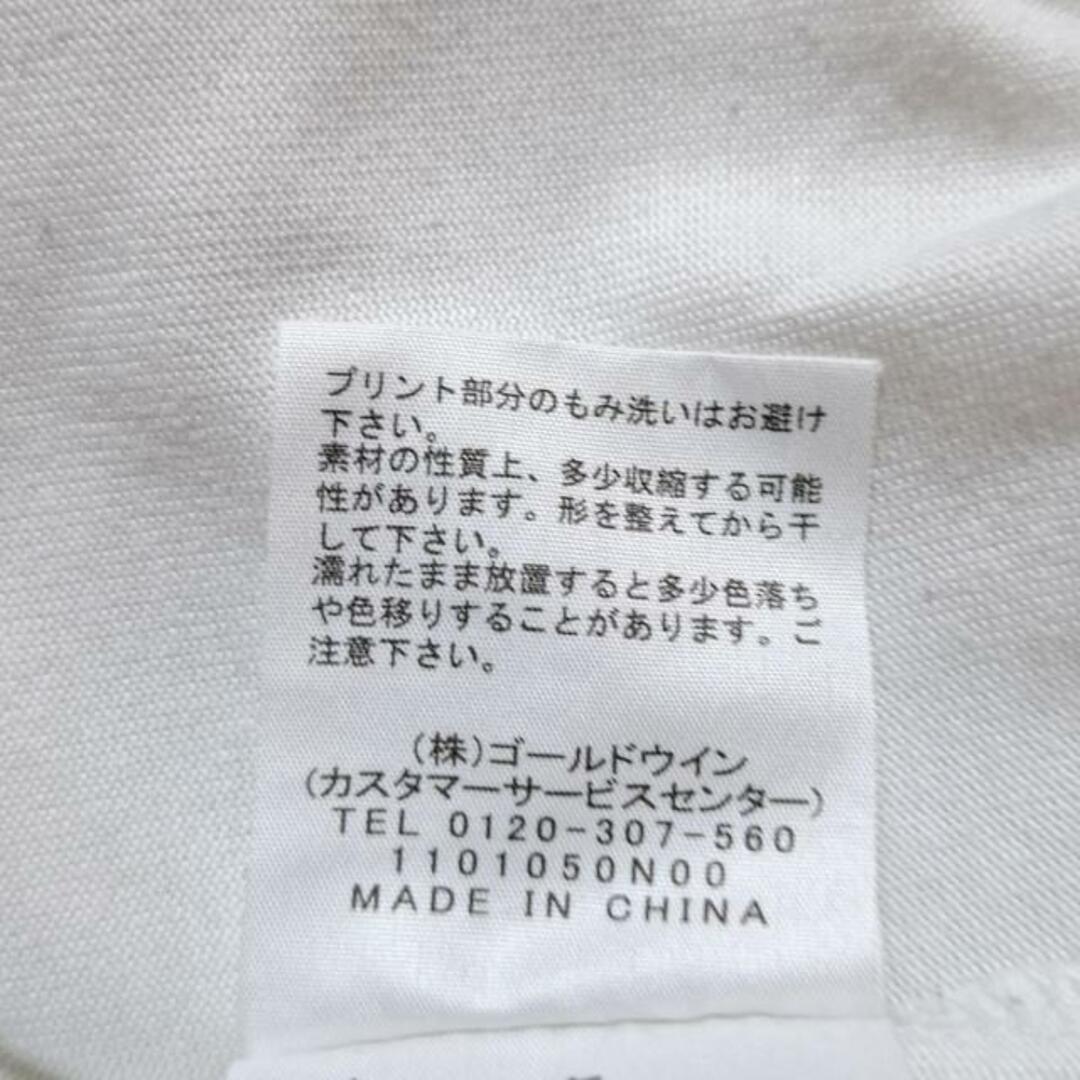 プリント部分のもみ洗いはお避け
下さい。
素材の性質上、多少収縮する可能
性があります。形を整えてから干
して下さい。
濡れたまま放置すると多少色落ち
や色移りすることがあります。ご
注意下さい。
(株)ゴールドウイン
(カスタマーサービスセンター)
TEL 0120-307-560
1101050N00
MADE IN CHINA